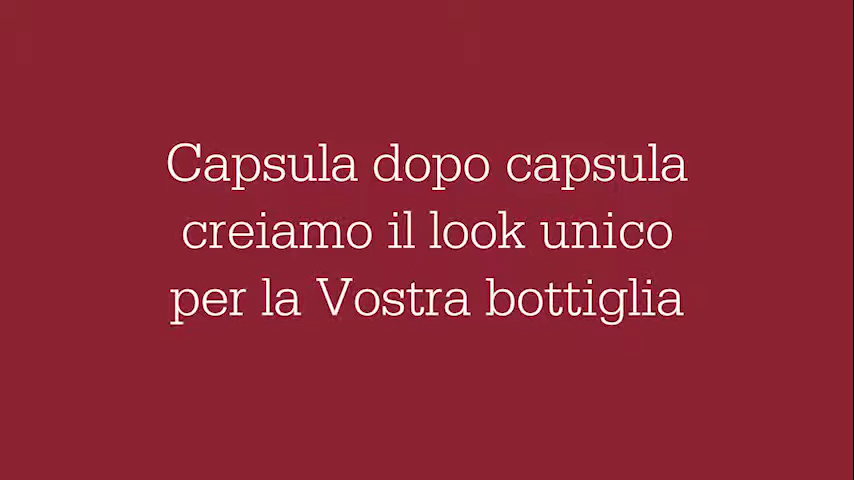 Capsula dopo capsula
creiamo il look unico
per la Vostra bottiglia